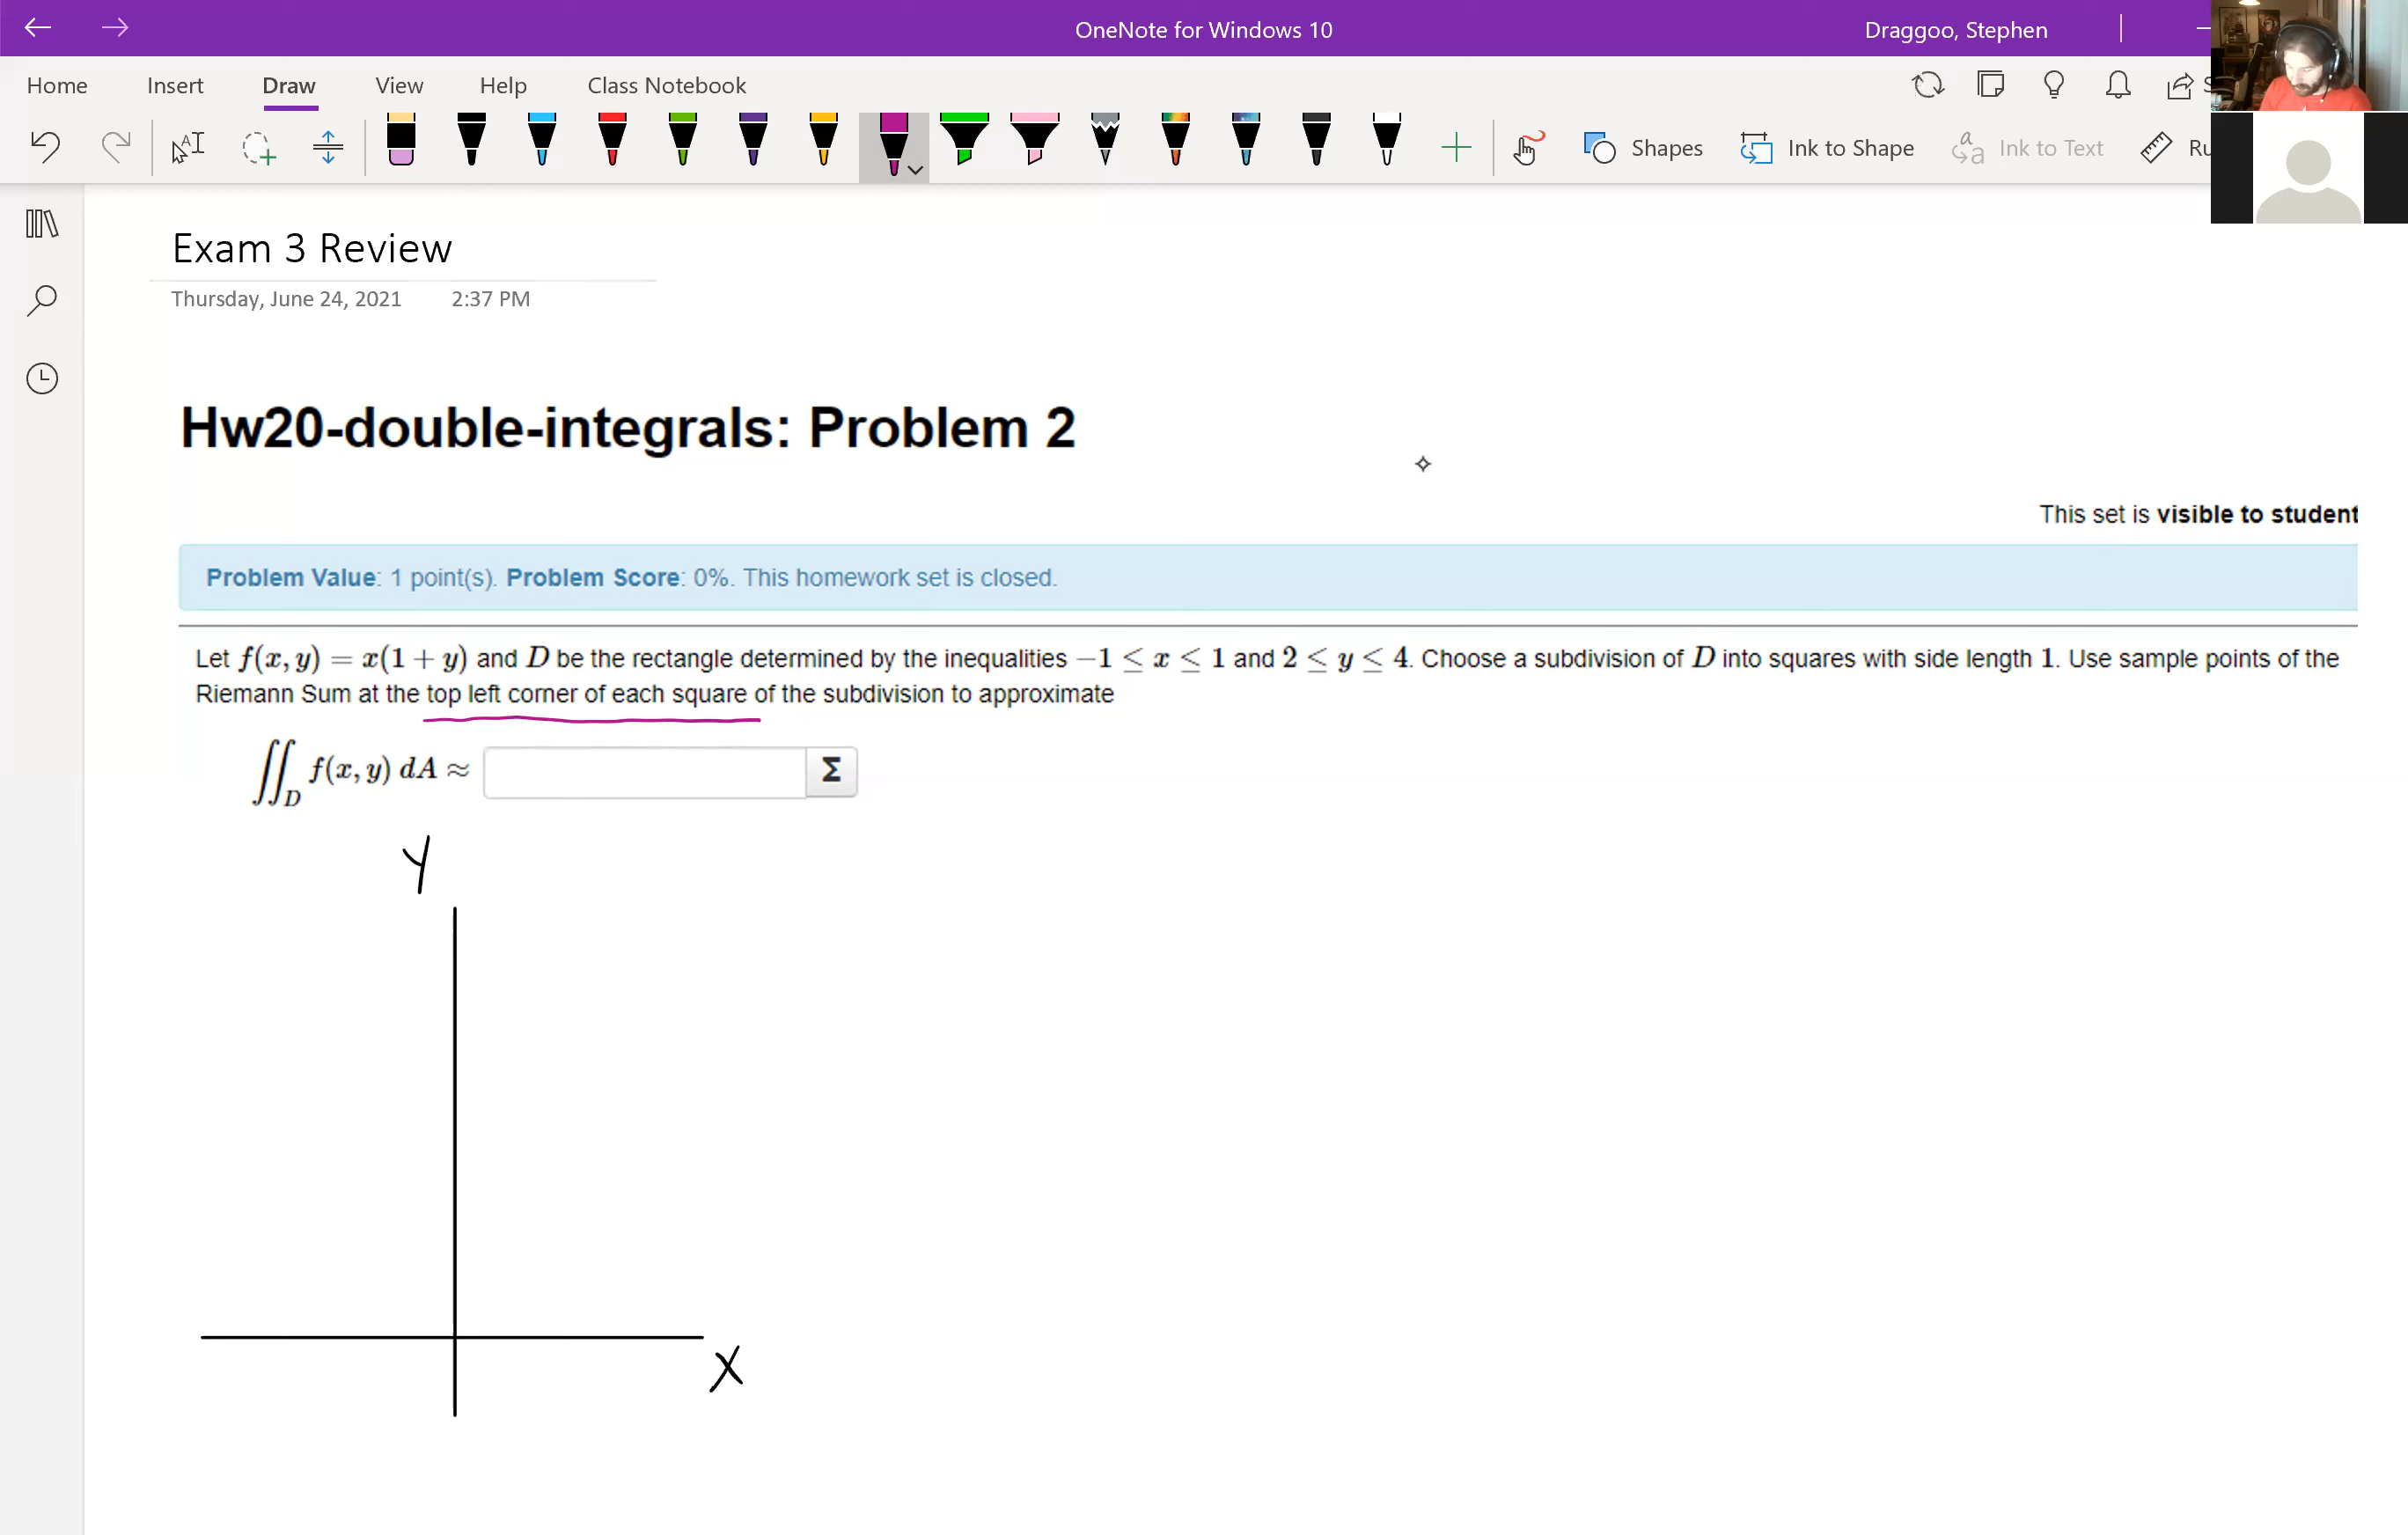 OneNote for Windows 10
Draggoo, Stephen
Home Insert Draw View Help Class Notebook
Shapes Ink to Shape Ink to Text Ru
Exam 3 Review
Thursday, June 24, 2021 2:37 PM
Hw20-double-integrals: Problem 2
This set is visible to student
Problem Value: 1 point(s). Problem Score: 0%. This homework set is closed.
Let f(x, y) = x(1 + y) and D be the rectangle determined by the inequalities −1 ≤ x ≤ 1 and 2 ≤ y ≤ 4. Choose a subdivision of D into squares with side length 1. Use sample points of the
Riemann Sum at the top left corner of each square of the subdivision to approximate
∬_D f(x, y) dA ≈ Σ
Y
X